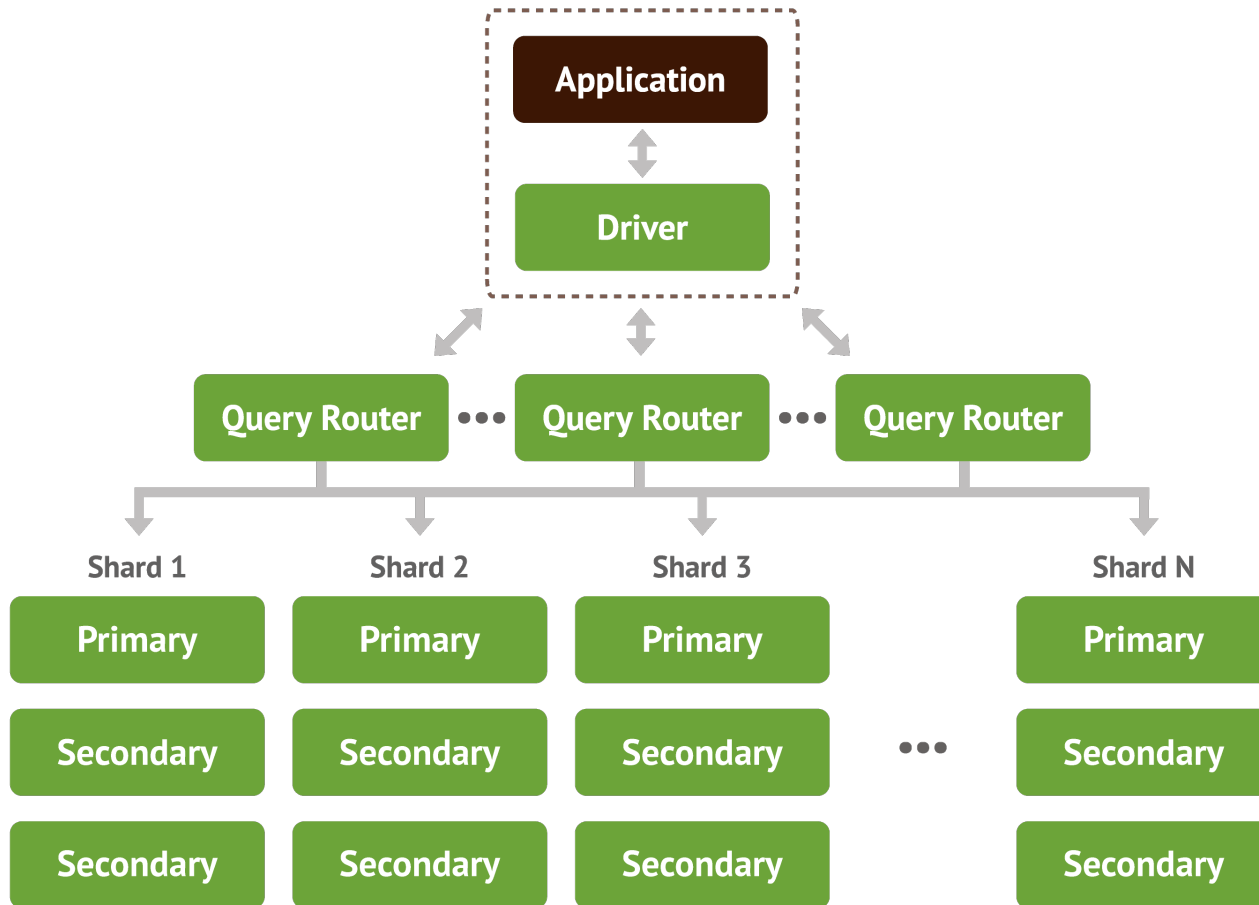 Application
Driver
Query Router ••• Query Router ••• Query Router
Shard 1 Shard 2 Shard 3 Shard N
Primary Primary Primary Primary
Secondary Secondary Secondary ••• Secondary
Secondary Secondary Secondary Secondary